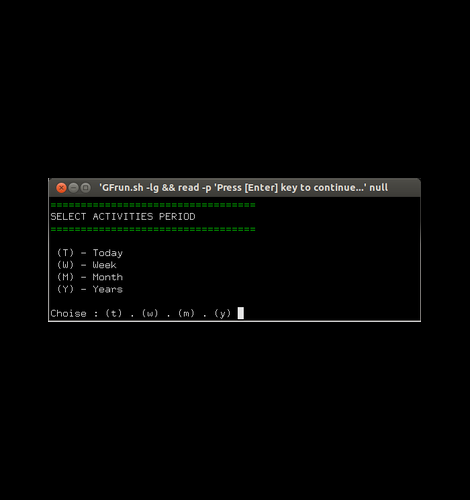 'GFrun.sh -lg && read -p 'Press [Enter] key to continue...' null
==================================
SELECT ACTIVITIES PERIOD
==================================
(T) - Today
(W) - Week
(M) - Month
(Y) - Years
Choise : (t) . (w) . (m) . (y)